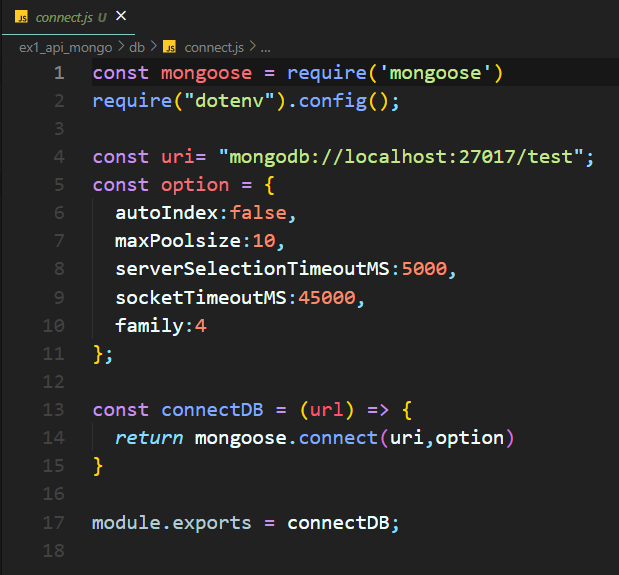 JS connect.js U ×
ex1_api_mongo > db > JS connect.js > ...
1 const mongoose = require('mongoose')
2 require("dotenv").config();
3
4 const uri= "mongodb://localhost:27017/test";
5 const option = {
6   autoIndex:false,
7   maxPoolsize:10,
8   serverSelectionTimeoutMS:5000,
9   socketTimeoutMS:45000,
10   family:4
11 };
12
13 const connectDB = (url) => {
14   return mongoose.connect(uri,option)
15 }
16
17 module.exports = connectDB;
18